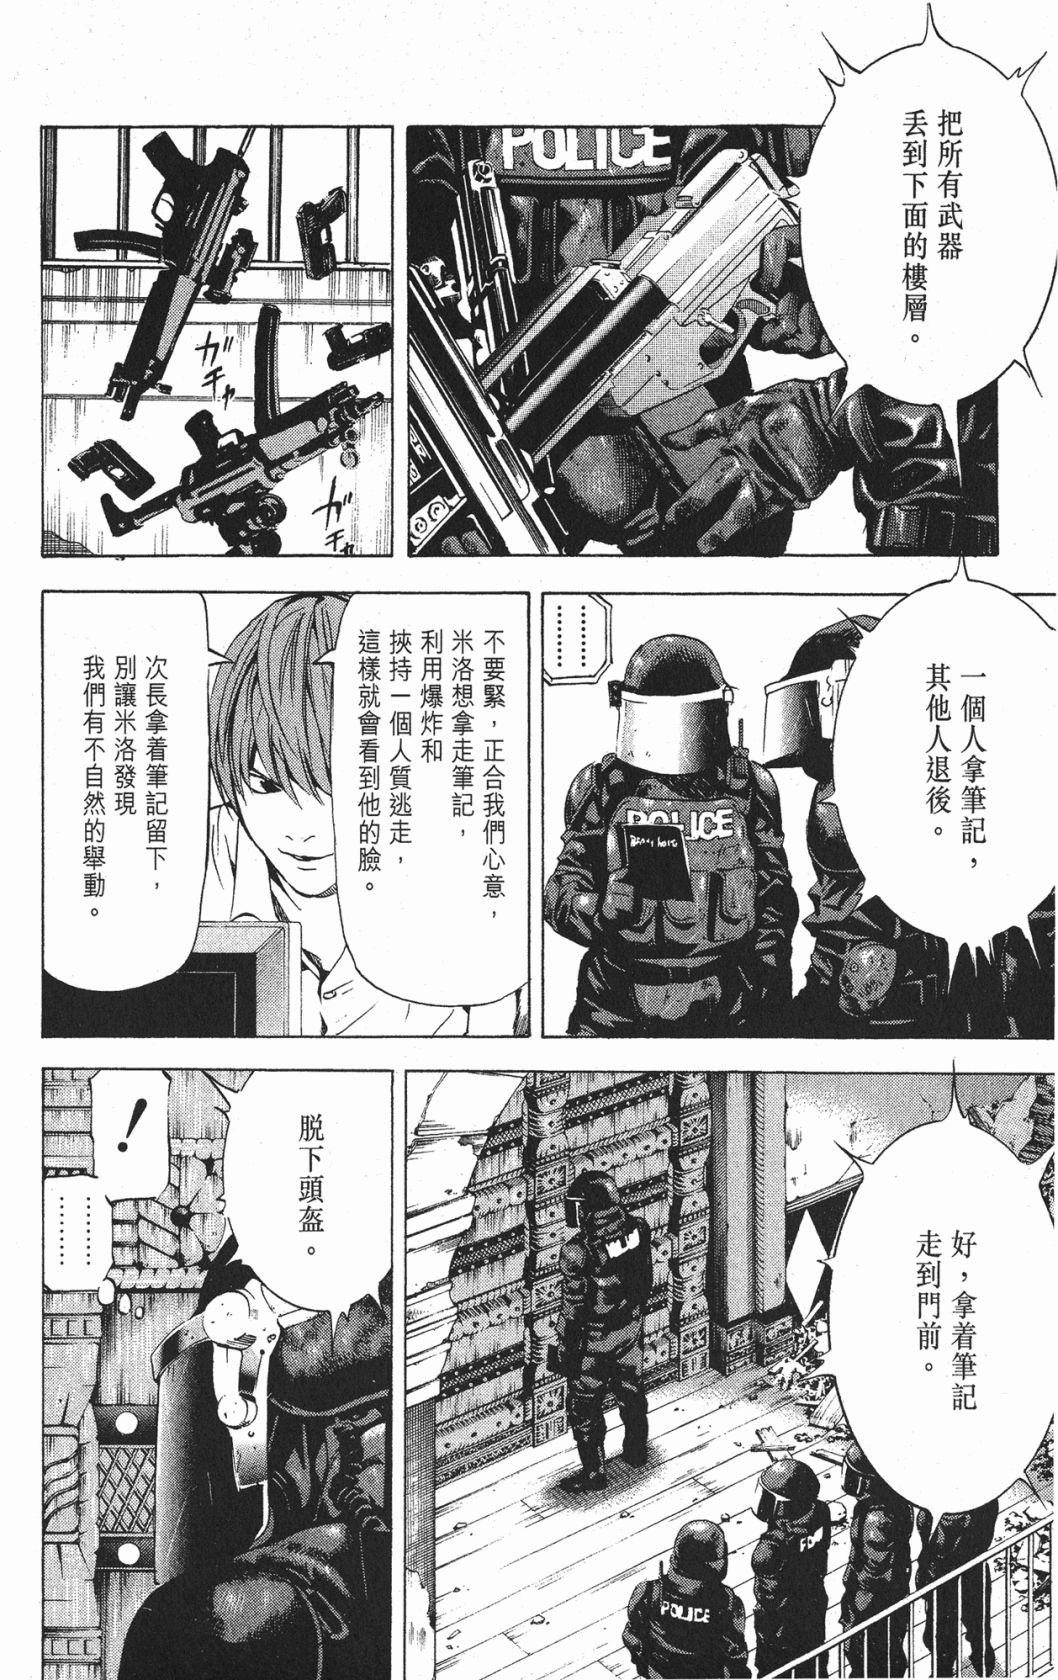 把所有武器
丟到下面的樓層。
POLICE
ガチャ
ガチャ
一個人拿筆記，
其他人退後。
…………
POLICE
不要緊，正合我們心意，
米洛想拿走筆記，
利用爆炸和
挾持一個人質逃走，
這樣就會看到他的臉。
次長拿着筆記留下，
別讓米洛發現
我們有不自然的舉動。
好，拿着筆記
走到門前。
POLICE
脱下頭盔。
！
…………